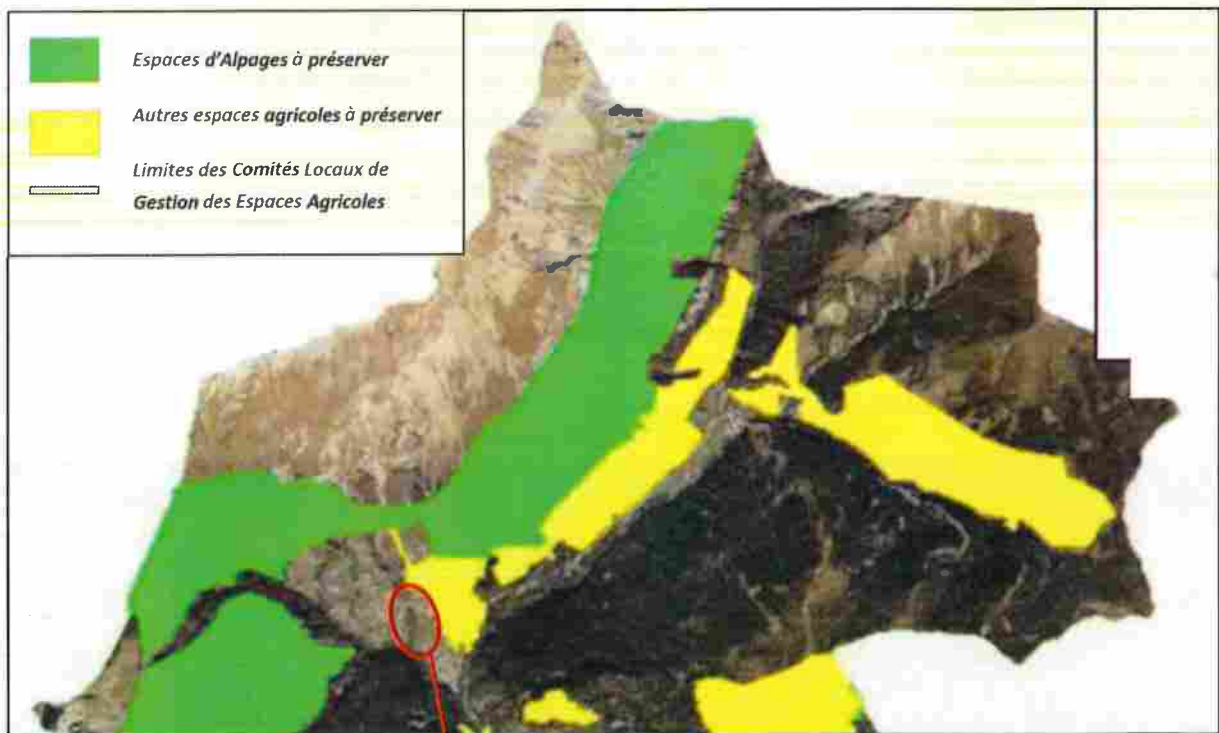 Espaces d'Alpages à préserver
Autres espaces agricoles à préserver
Limites des Comités Locaux de
Gestion des Espaces Agricoles